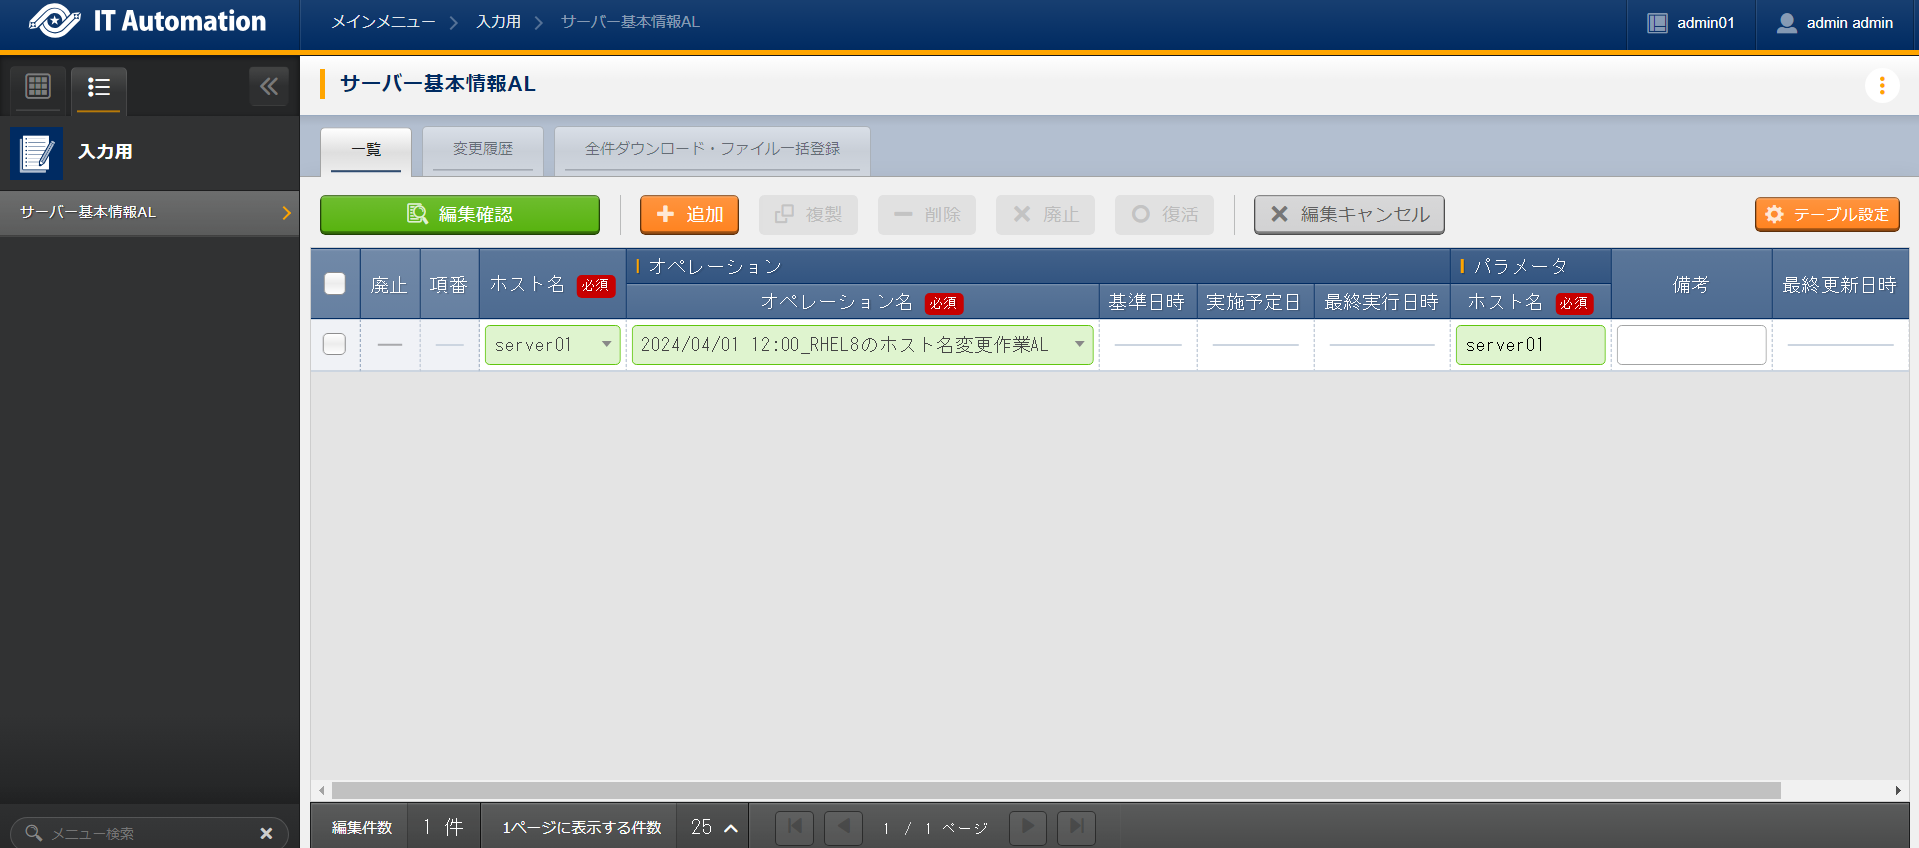 IT Automation
メインメニュー
入力用
サーバー基本情報AL
admin01
admin admin
入力用
サーバー基本情報AL
サーバー基本情報AL
一覧
変更履歴
全件ダウンロード・ファイル一括登録
編集確認
追加
複製
削除
廃止
復活
編集キャンセル
テーブル設定
廃止
項番
ホスト名 必須
オペレーション
オペレーション名 必須
基準日時
実施予定日
最終実行日時
パラメータ
ホスト名 必須
備考
最終更新日時
server01
2024/04/01 12:00_RHEL8のホスト名変更作業AL
server01
メニュー検索
編集件数
1 件
1ページに表示する件数
25
1 / 1 ページ